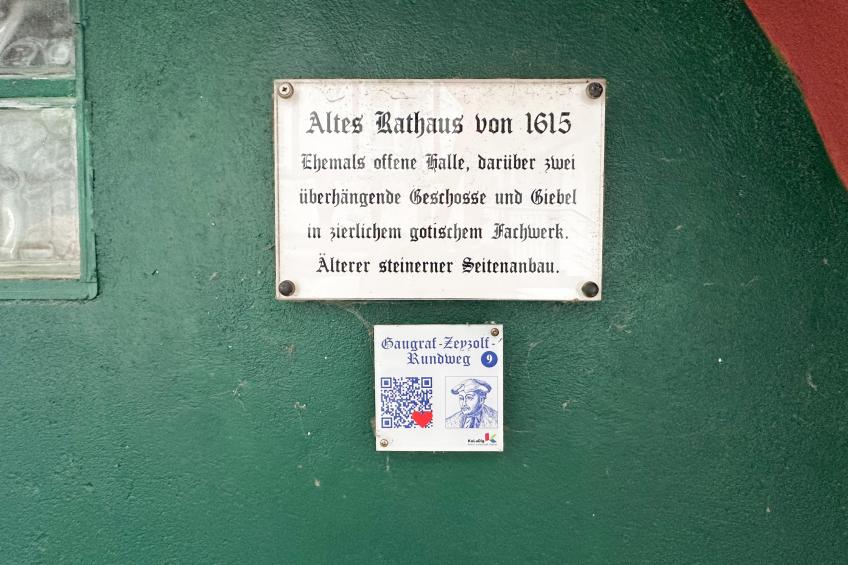 Altes Rathaus von 1615
Ehemals offene Halle, darüber zwei
überhängende Geschosse und Giebel
in zierlichem gotischem Fachwerk.
Älterer steinerner Seitenanbau.
Gaugraf-Zeyzolf-
Rundweg 9
KuLaDig